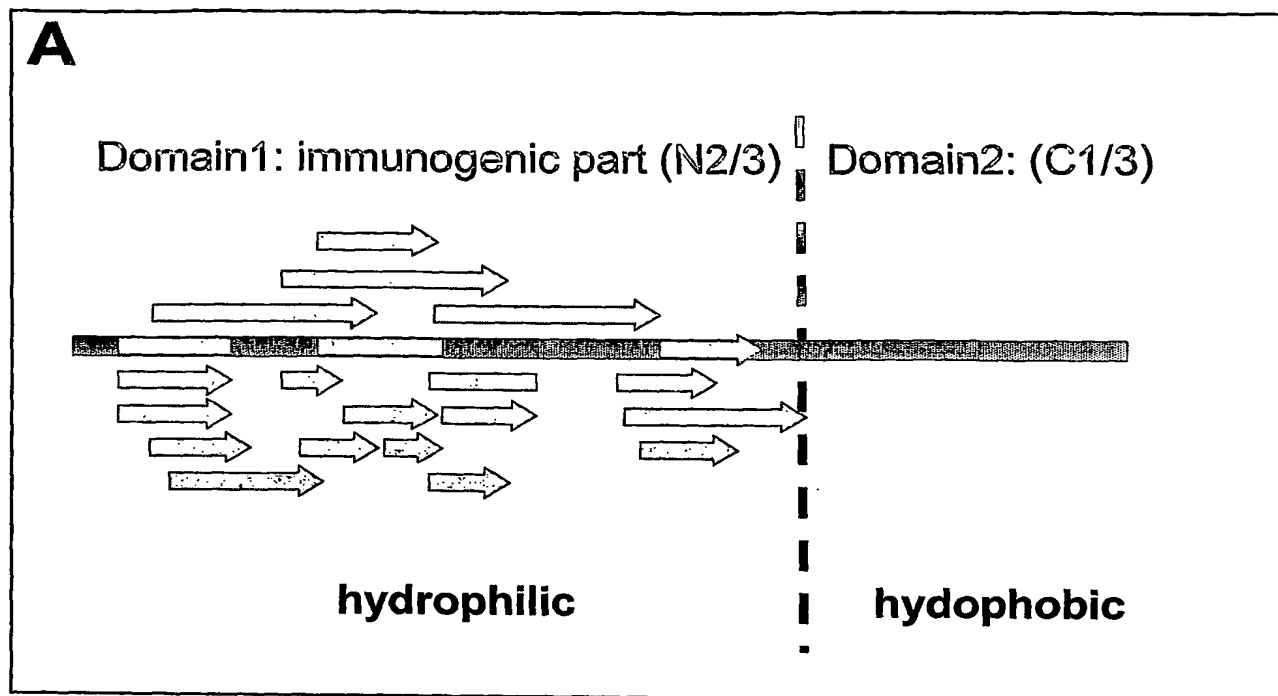 A
Domain1: immunogenic part (N2/3) Domain2: (C1/3)
hydrophilic hydophobic